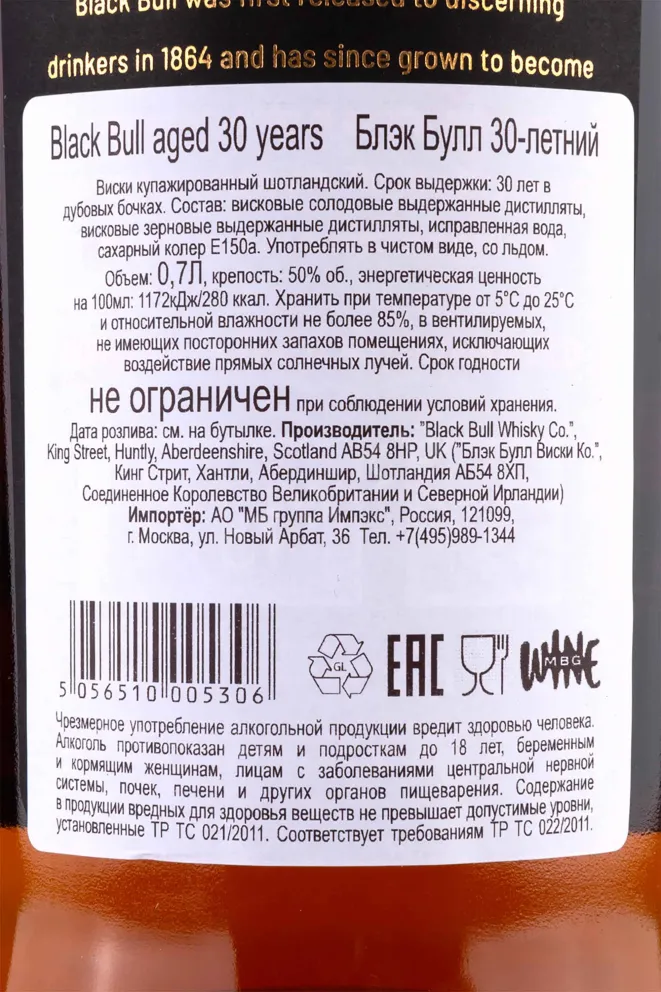 Black Bull was first released to discerning
drinkers in 1864 and has since grown to become
Black Bull aged 30 years Блэк Булл 30-летний
Виски купажированный шотландский. Срок выдержки: 30 лет в
дубовых бочках. Состав: висковые солодовые выдержанные дистилляты,
висковые зерновые выдержанные дистилляты, исправленная вода,
сахарный колер Е150а. Употреблять в чистом виде, со льдом.
Объем: 0,7Л, крепость: 50% об., энергетическая ценность
на 100мл: 1172кДж/280 ккал. Хранить при температуре от 5°С до 25°С
и относительной влажности не более 85%, в вентилируемых,
не имеющих посторонних запахов помещениях, исключающих
воздействие прямых солнечных лучей. Срок годности
не ограничен при соблюдении условий хранения.
Дата розлива: см. на бутылке. Производитель: "Black Bull Whisky Co.",
King Street, Huntly, Aberdeenshire, Scotland AB54 8HP, UK ("Блэк Булл Виски Ко.",
Кинг Стрит, Хантли, Абердиншир, Шотландия АБ54 8ХП,
Соединенное Королевство Великобритании и Северной Ирландии)
Импортёр: АО "МБ группа Импэкс", Россия, 121099,
г. Москва, ул. Новый Арбат, 36 Тел. +7(495)989-1344
5 056510 005306
GL
EAC
WINE
MBG
Чрезмерное употребление алкогольной продукции вредит здоровью человека.
Алкоголь противопоказан детям и подросткам до 18 лет, беременным
и кормящим женщинам, лицам с заболеваниями центральной нервной
системы, почек, печени и других органов пищеварения. Содержание
в продукции вредных для здоровья веществ не превышает допустимые уровни,
установленные ТР ТС 021/2011. Соответствует требованиям ТР ТС 022/2011.